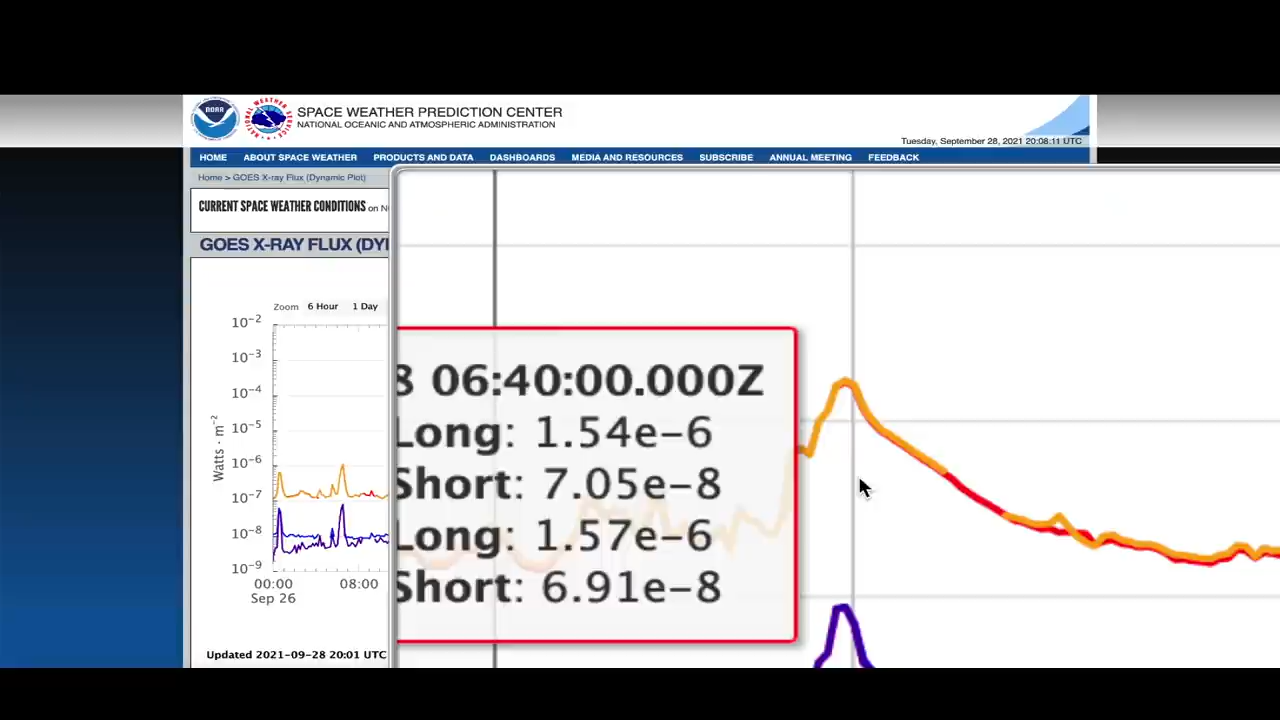 NOAA
SPACE WEATHER PREDICTION CENTER
NATIONAL OCEANIC AND ATMOSPHERIC ADMINISTRATION
Tuesday, September 28, 2021 20:08:11 UTC
HOME ABOUT SPACE WEATHER PRODUCTS AND DATA DASHBOARDS MEDIA AND RESOURCES SUBSCRIBE ANNUAL MEETING FEEDBACK
Home > GOES X-ray Flux (Dynamic Plot)
CURRENT SPACE WEATHER CONDITIONS on N
GOES X-RAY FLUX (DY
Zoom 6 Hour 1 Day
10⁻²
10⁻³
10⁻⁴
10⁻⁵
10⁻⁶
10⁻⁷
10⁻⁸
10⁻⁹
Watts · m⁻²
00:00 08:00
Sep 26
Updated 2021-09-28 20:01 UTC
8 06:40:00.000Z
Long: 1.54e-6
Short: 7.05e-8
Long: 1.57e-6
Short: 6.91e-8